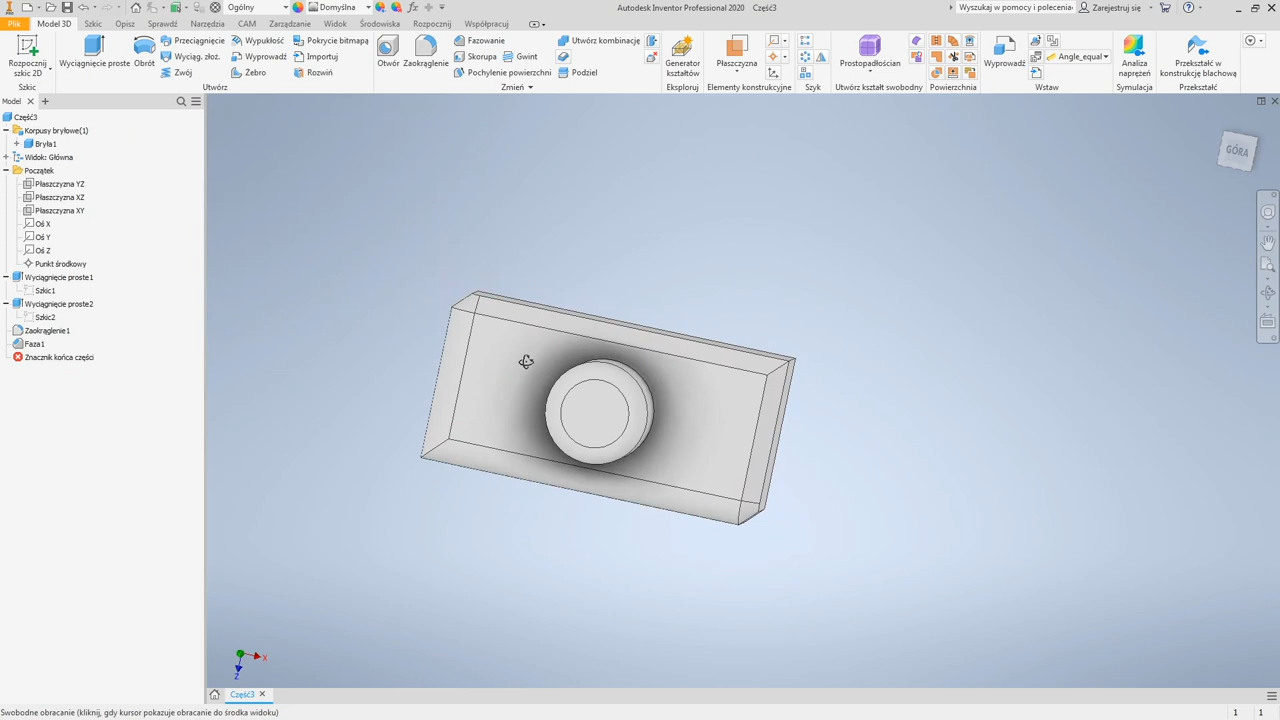 Ogólny
Domyślna
Autodesk Inventor Professional 2020 Część3
Wyszukaj w pomocy i polecenia
Zarejestruj się
Plik Model 3D Szkic Opisz Sprawdź Narzędzia CAM Zarządzanie Widok Środowiska Rozpocznij Współpracuj
Rozpocznij
szkic 2D
Szkic
Wyciągnięcie proste
Obrót
Przeciągnięcie
Wyciąg. złoż.
Zwój
Wypukłość
Wyprowadź
Żebro
Pokrycie bitmapą
Importuj
Rozwiń
Utwórz
Otwór
Zaokrąglenie
Fazowanie
Skorupa
Gwint
Pochylenie powierzchni
Utwórz kombinację
Podziel
Zmień
Generator
kształtów
Eksploruj
Płaszczyzna
Elementy konstrukcyjne
Szyk
Prostopadłościan
Utwórz kształt swobodny
Powierzchnia
Wyprowadź
Angle_equal
Wstaw
Analiza
naprężeń
Symulacja
Przekształć w
konstrukcję blachową
Przekształć
Model
Część3
Korpusy bryłowe(1)
Bryła1
Widok: Główna
Początek
Płaszczyzna YZ
Płaszczyzna XZ
Płaszczyzna XY
Oś X
Oś Y
Oś Z
Punkt środkowy
Wyciągnięcie proste1
Szkic1
Wyciągnięcie proste2
Szkic2
Zaokrąglenie1
Faza1
Znacznik końca części
GÓRA
X
Z
Część3
Swobodne obracanie (kliknij, gdy kursor pokazuje obracanie do środka widoku)
1 1